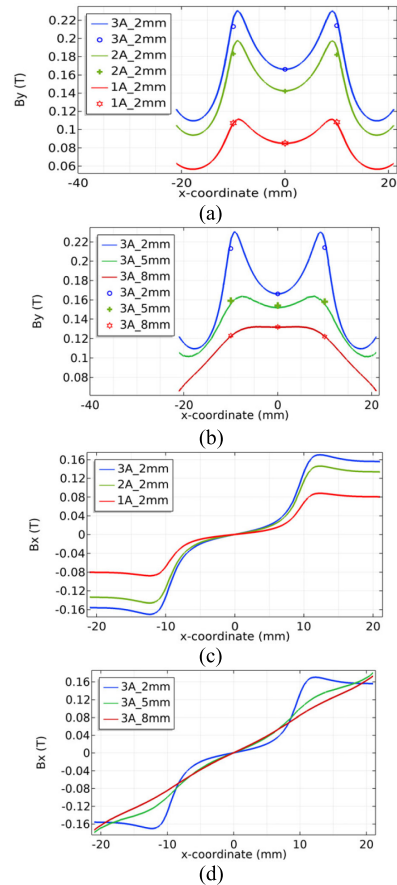 0.22
0.2
0.18
0.16
0.14
0.12
0.1
0.08
0.06
By (T)
3A_2mm
3A_2mm
2A_2mm
2A_2mm
1A_2mm
1A_2mm
-40 -20 0 20
x-coordinate (mm)
(a)
0.22
0.2
0.18
0.16
0.14
0.12
0.1
0.08
By (T)
3A_2mm
3A_5mm
3A_8mm
3A_2mm
3A_5mm
3A_8mm
-40 -20 0 20
x-coordinate (mm)
(b)
0.16
0.12
0.08
0.04
0
-0.04
-0.08
-0.12
-0.16
Bx (T)
3A_2mm
2A_2mm
1A_2mm
-20 -10 0 10 20
x-coordinate (mm)
(c)
0.16
0.12
0.08
0.04
0
-0.04
-0.08
-0.12
-0.16
Bx (T)
3A_2mm
3A_5mm
3A_8mm
-20 -10 0 10 20
x-coordinate (mm)
(d)